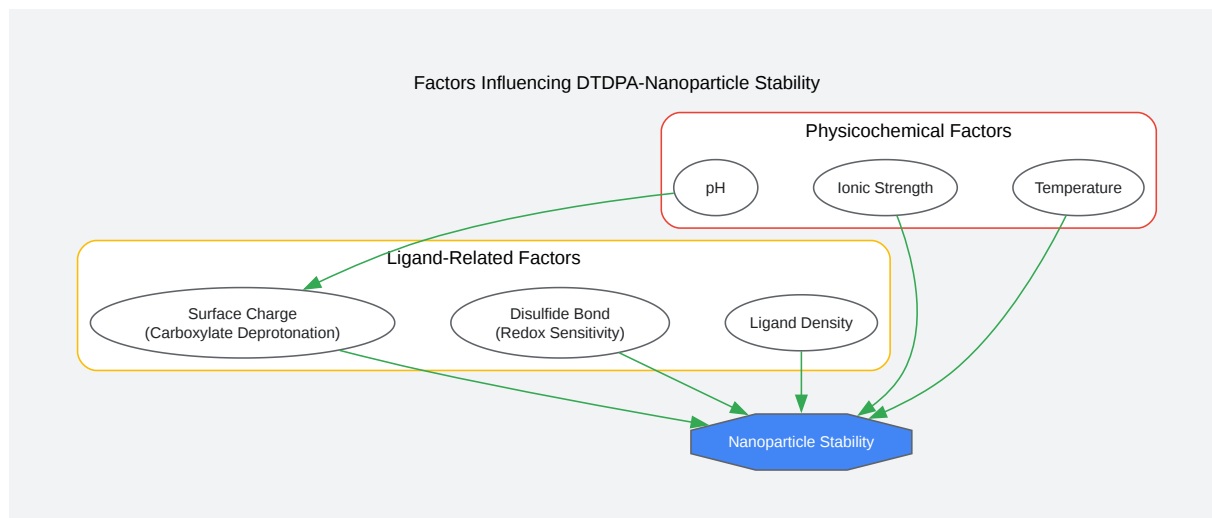 Factors Influencing DTDPA-Nanoparticle Stability
Physicochemical Factors
pH
Ionic Strength
Temperature
Ligand-Related Factors
Surface Charge
(Carboxylate Deprotonation)
Disulfide Bond
(Redox Sensitivity)
Ligand Density
Nanoparticle Stability